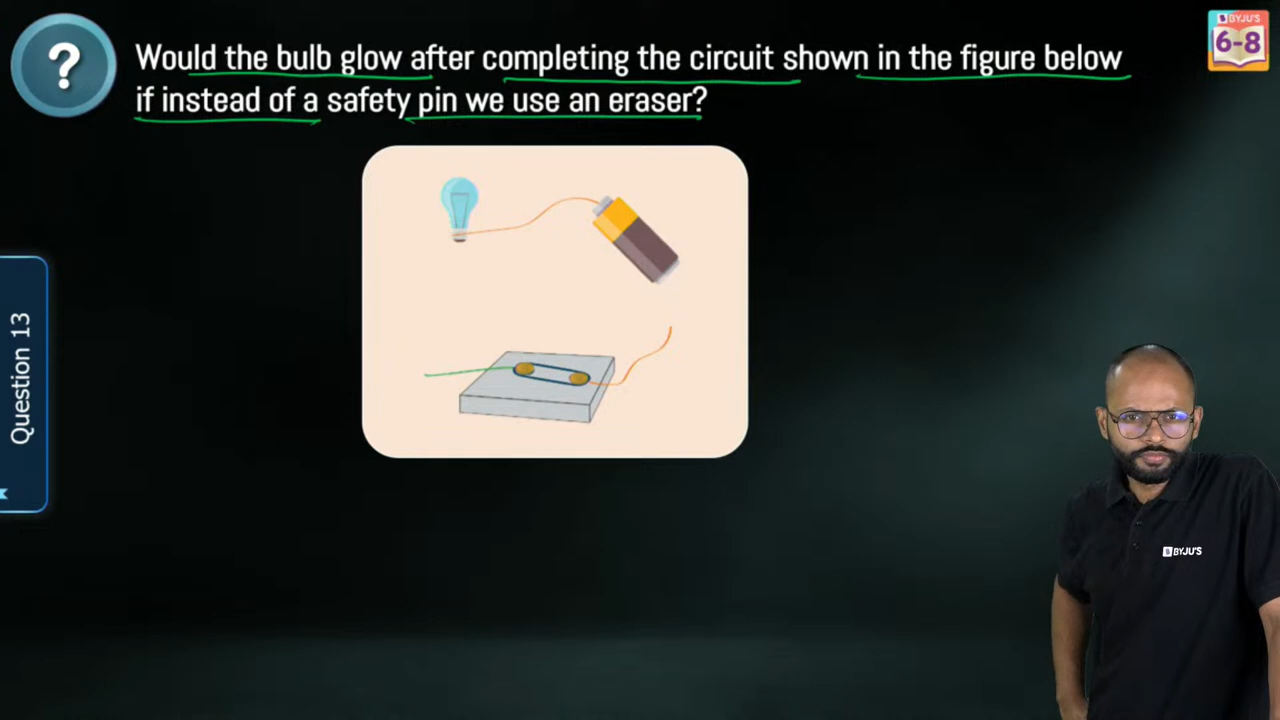 ?
Would the bulb glow after completing the circuit shown in the figure below
if instead of a safety pin we use an eraser?
BYJU'S
6-8
Question 13
BYJU'S